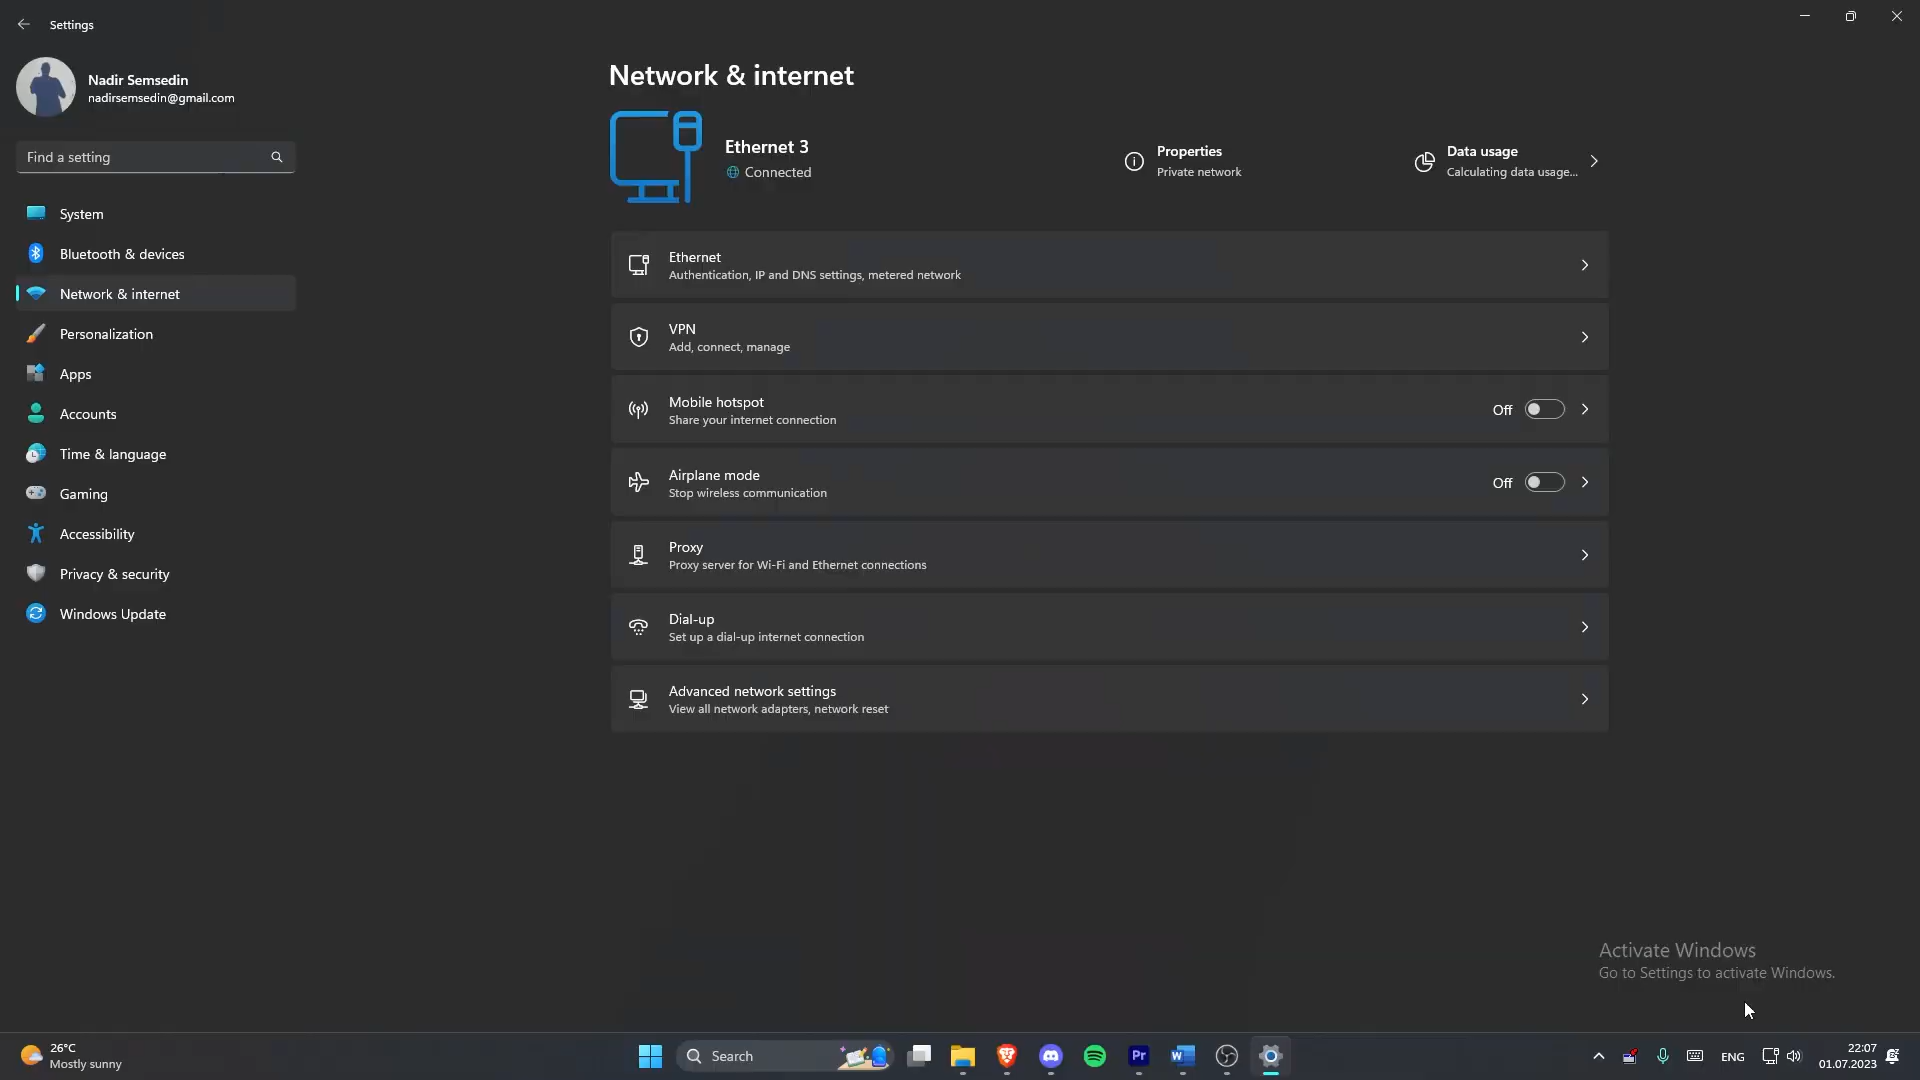 Settings
Nadir Semsedin
nadirsemsedin@gmail.com
Find a setting
System
Bluetooth & devices
Network & internet
Personalization
Apps
Accounts
Time & language
Gaming
Accessibility
Privacy & security
Windows Update
Network & internet
Ethernet 3
Connected
Properties
Private network
Data usage
Calculating data usage...
Ethernet
Authentication, IP and DNS settings, metered network
VPN
Add, connect, manage
Mobile hotspot
Share your internet connection
Off
Airplane mode
Stop wireless communication
Off
Proxy
Proxy server for Wi-Fi and Ethernet connections
Dial-up
Set up a dial-up internet connection
Advanced network settings
View all network adapters, network reset
Activate Windows
Go to Settings to activate Windows.
26°C
Mostly sunny
Search
Pr
W
ENG
22:07
01.07.2023